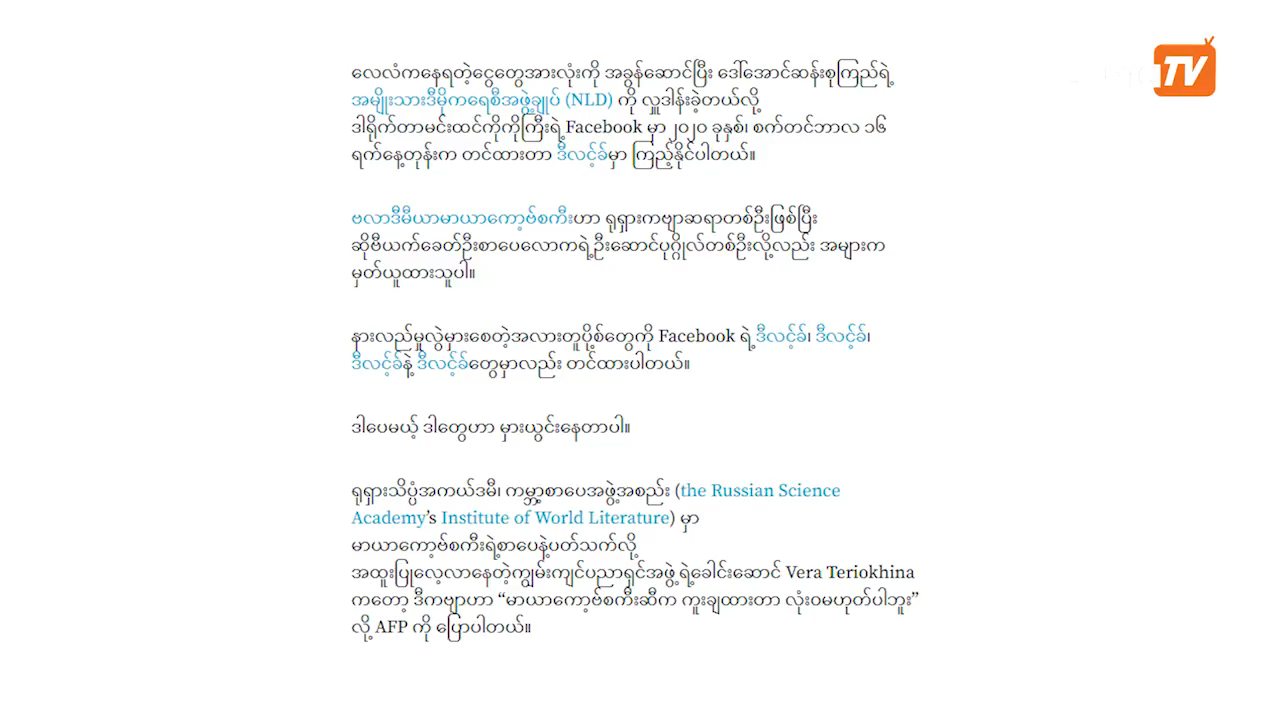 လေလံကနေရတဲ့ငွေတွေအားလုံးကို အခွန်ဆောင်ပြီး ဒေါ်အောင်ဆန်းစုကြည်ရဲ့
အမျိုးသားဒီမိုကရေစီအဖွဲ့ချုပ် (NLD) ကို လှူဒါန်းခဲ့တယ်လို့
ဒါရိုက်တာမင်းထင်ကိုကိုကြီးရဲ့ Facebook မှာ ၂၀၂၀ ခုနှစ်၊ စက်တင်ဘာလ ၁၆
ရက်နေ့တုန်းက တင်ထားတာ ဒီလင့်ခ်မှာ ကြည့်နိုင်ပါတယ်။
ဗလာဒီမီယာမာယာကော့ဗ်စကီးဟာ ရုရှားကဗျာဆရာတစ်ဦးဖြစ်ပြီး
ဆိုဗီယက်ခေတ်ဦးစာပေလောကရဲ့ဦးဆောင်ပုဂ္ဂိုလ်တစ်ဦးလို့လည်း အများက
မှတ်ယူထားသူပါ။
နားလည်မှုလွဲမှားစေတဲ့အလားတူပို့စ်တွေကို Facebook ရဲ့ ဒီလင့်ခ်၊ ဒီလင့်ခ်၊
ဒီလင့်ခ်နဲ့ ဒီလင့်ခ်တွေမှာလည်း တင်ထားပါတယ်။
ဒါပေမယ့် ဒါတွေဟာ မှားယွင်းနေတာပါ။
ရုရှားသိပ္ပံအကယ်ဒမီ၊ ကမ္ဘာ့စာပေအဖွဲ့အစည်း (the Russian Science
Academy’s Institute of World Literature) မှာ
မာယာကော့ဗ်စကီးရဲ့စာပေနဲ့ပတ်သက်လို့
အထူးပြုလေ့လာနေတဲ့ကျွမ်းကျင်ပညာရှင်အဖွဲ့ ရဲ့ခေါင်းဆောင် Vera Teriokhina
ကတော့ ဒီကဗျာဟာ “မာယာကော့ဗ်စကီးဆီက ကူးချထားတာ လုံးဝမဟုတ်ပါဘူး”
လို့ AFP ကို ပြောပါတယ်။
TV